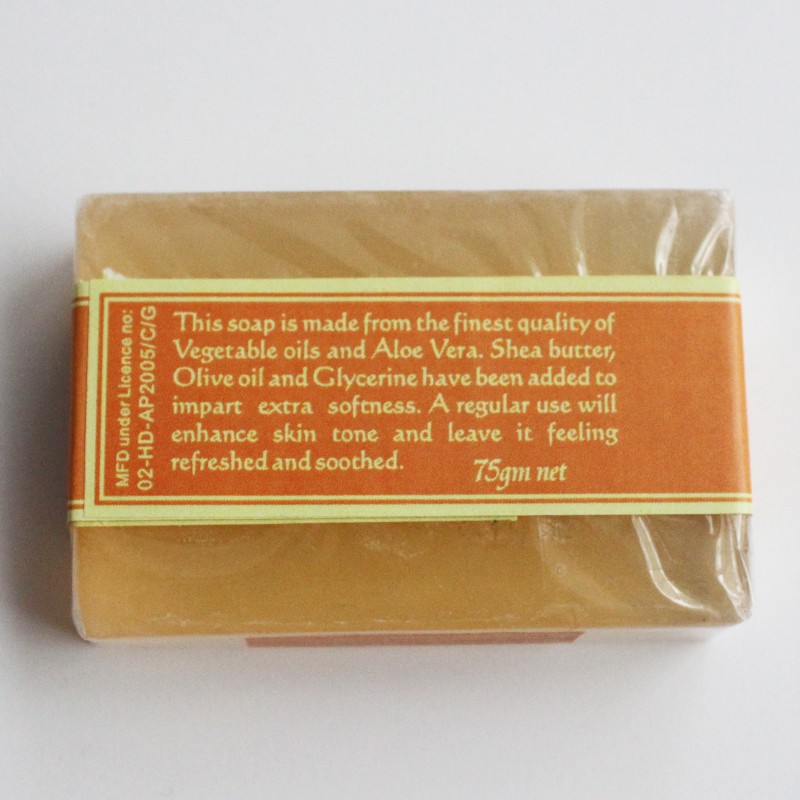 MFD under Licence no:
02-HD-AP2005/C/G
This soap is made from the finest quality of
Vegetable oils and Aloe Vera. Shea butter,
Olive oil and Glycerine have been added to
impart extra softness. A regular use will
enhance skin tone and leave it feeling
refreshed and soothed.
75gm net